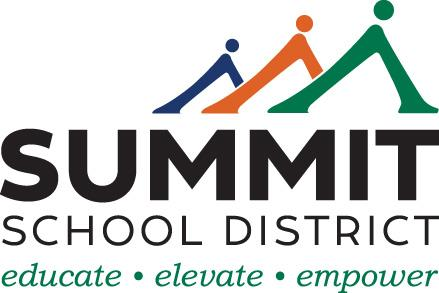 SUMMIT
SCHOOL DISTRICT
educate • elevate • empower